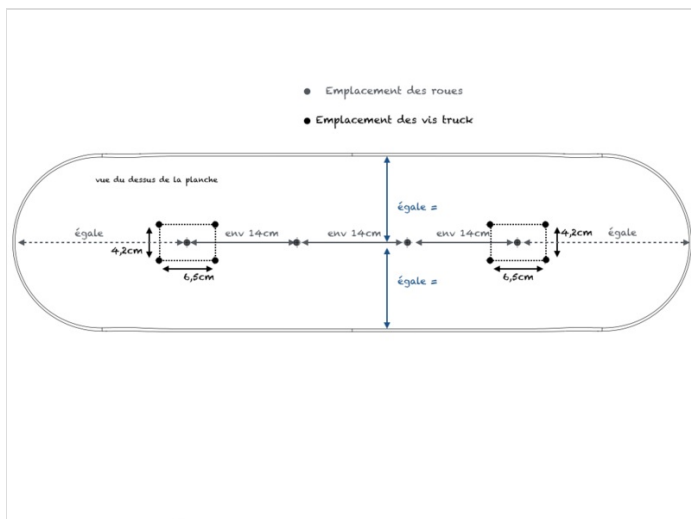 Emplacement des roues
Emplacement des vis truck
vue du dessus de la planche
égale =
égale
env 14cm
env 14cm
env 14cm
4,2cm
égale
4,2cm
6,5cm
6,5cm
égale =